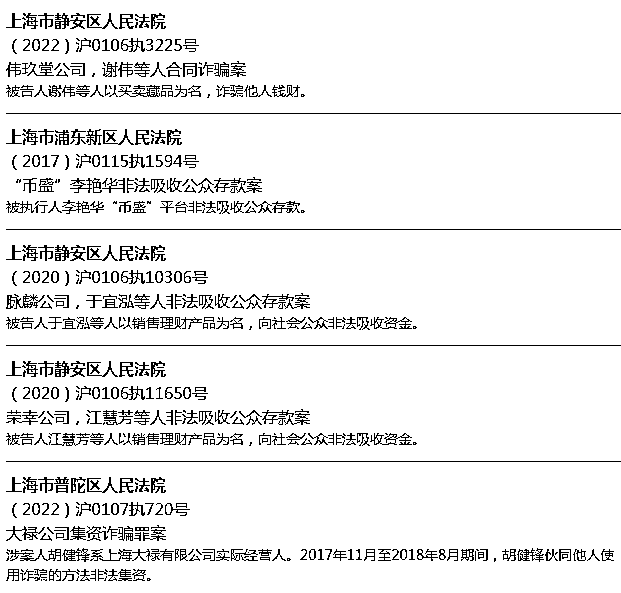 上海市静安区人民法院
（2022）沪0106执3225号
伟玖堂公司，谢伟等人合同诈骗案
被告人谢伟等人以买卖藏品为名，诈骗他人钱财。
上海市浦东新区人民法院
（2017）沪0115执1594号
“币盛”李艳华非法吸收公众存款案
被执行人李艳华“币盛”平台非法吸收公众存款。
上海市静安区人民法院
（2020）沪0106执10306号
脉麟公司，于宜泓等人非法吸收公众存款案
被告人于宜泓等人以销售理财产品为名，向社会公众非法吸收资金。
上海市静安区人民法院
（2020）沪0106执11650号
荣幸公司，江慧芳等人非法吸收公众存款案
被告人江慧芳等人以销售理财产品为名，向社会公众非法吸收资金。
上海市普陀区人民法院
（2022）沪0107执720号
大禄公司集资诈骗罪案
涉案人胡健锋系上海大禄有限公司实际经营人。2017年11月至2018年8月期间，胡健锋伙同他人使
用诈骗的方法非法集资。